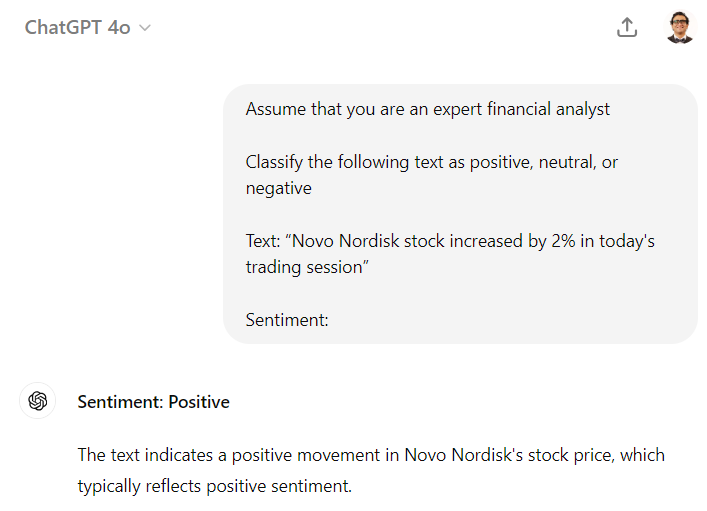 ChatGPT 4o
Assume that you are an expert financial analyst
Classify the following text as positive, neutral, or
negative
Text: “Novo Nordisk stock increased by 2% in today's
trading session”
Sentiment:
Sentiment: Positive
The text indicates a positive movement in Novo Nordisk's stock price, which
typically reflects positive sentiment.